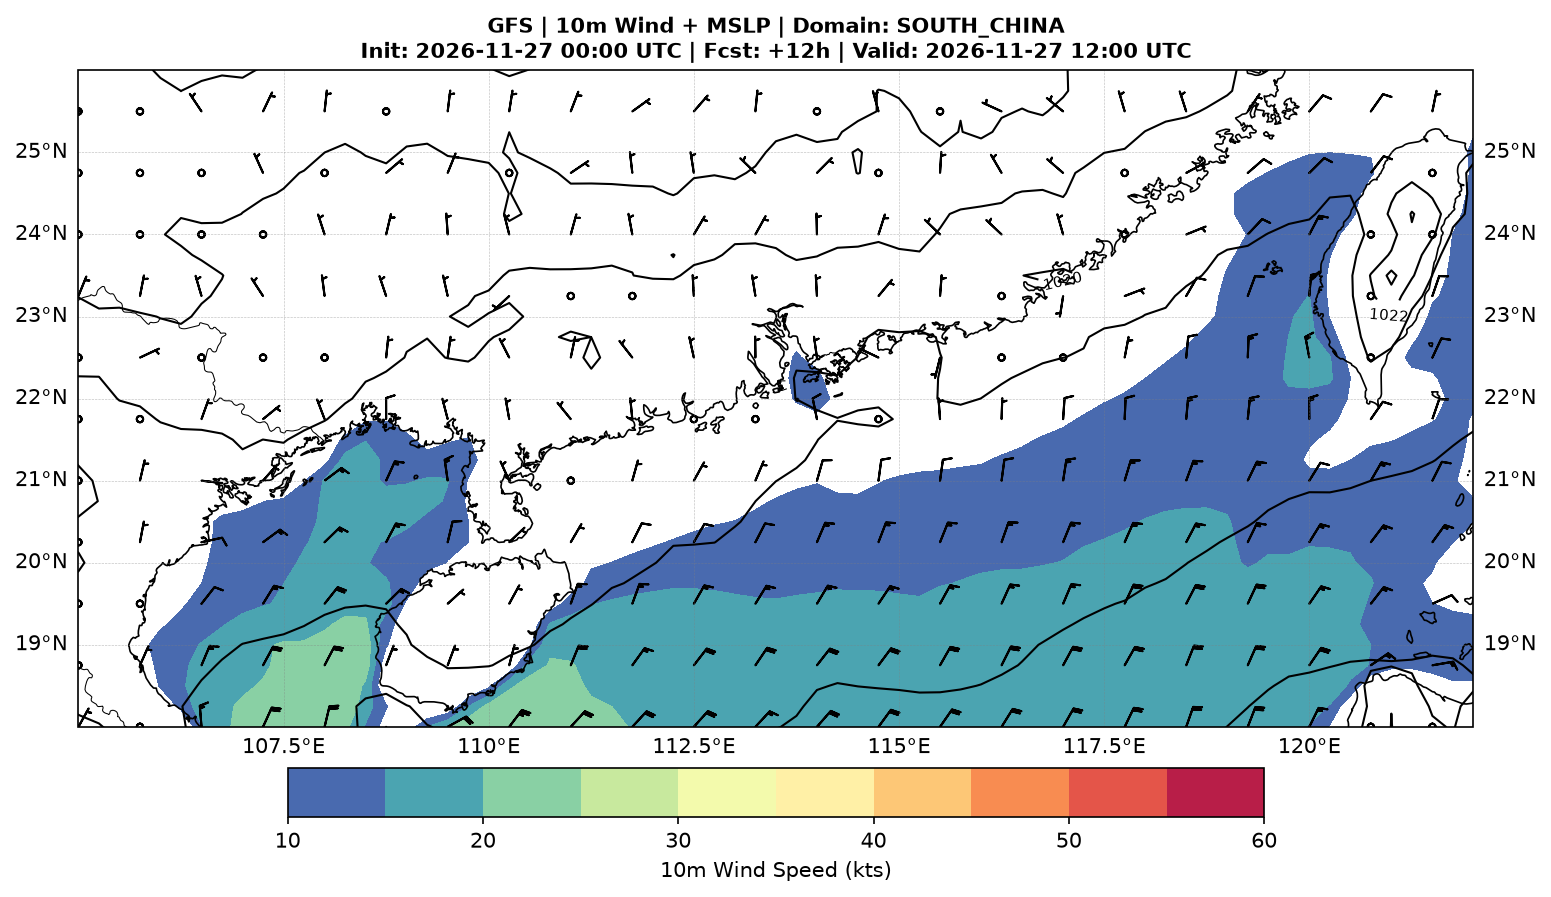 GFS | 10m Wind + MSLP | Domain: SOUTH_CHINA
Init: 2026-11-27 00:00 UTC | Fcst: +12h | Valid: 2026-11-27 12:00 UTC
25°N 25°N
24°N 24°N
1020
23°N 1022 23°N
22°N 22°N
21°N 21°N
20°N 20°N
19°N 19°N
107.5°E 110°E 112.5°E 115°E 117.5°E 120°E
10 20 30 40 50 60
10m Wind Speed (kts)